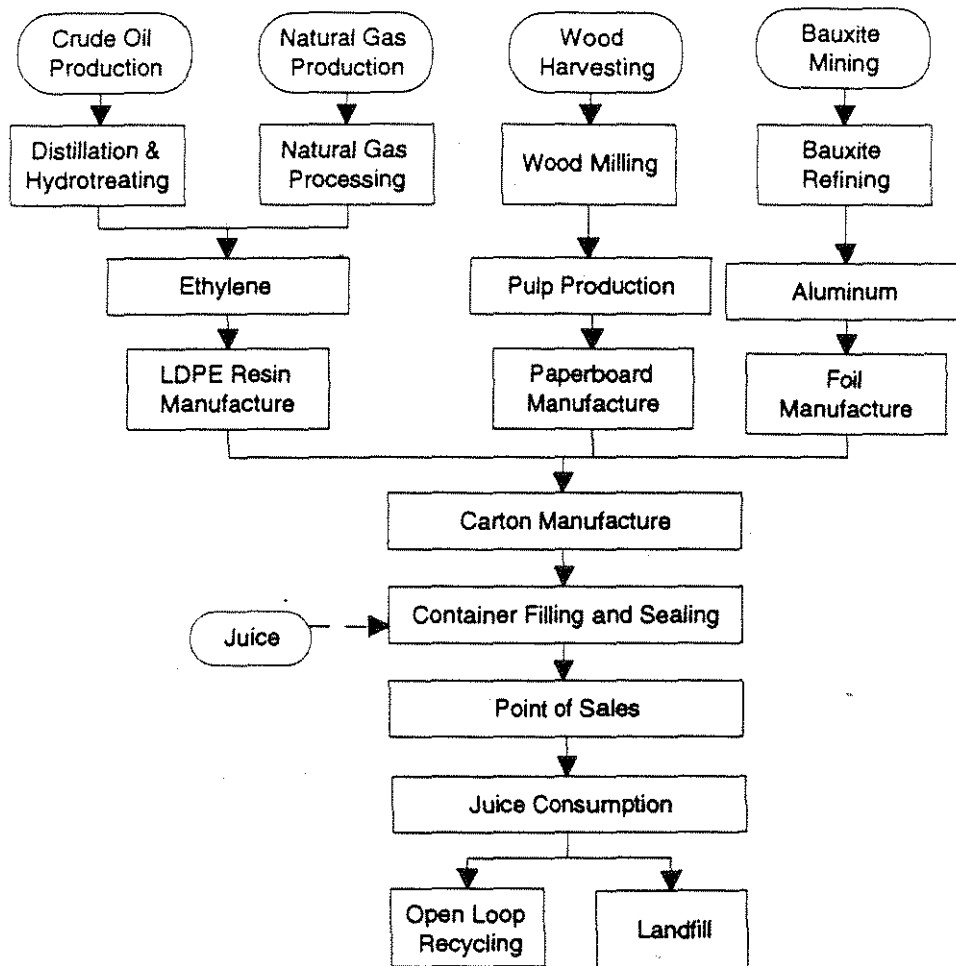 Crude Oil
Production
Natural Gas
Production
Wood
Harvesting
Bauxite
Mining
Distillation &
Hydrotreating
Natural Gas
Processing
Wood Milling
Bauxite
Refining
Ethylene
Pulp Production
Aluminum
LDPE Resin
Manufacture
Paperboard
Manufacture
Foil
Manufacture
Carton Manufacture
Container Filling and Sealing
Juice
Point of Sales
Juice Consumption
Open Loop
Recycling
Landfill